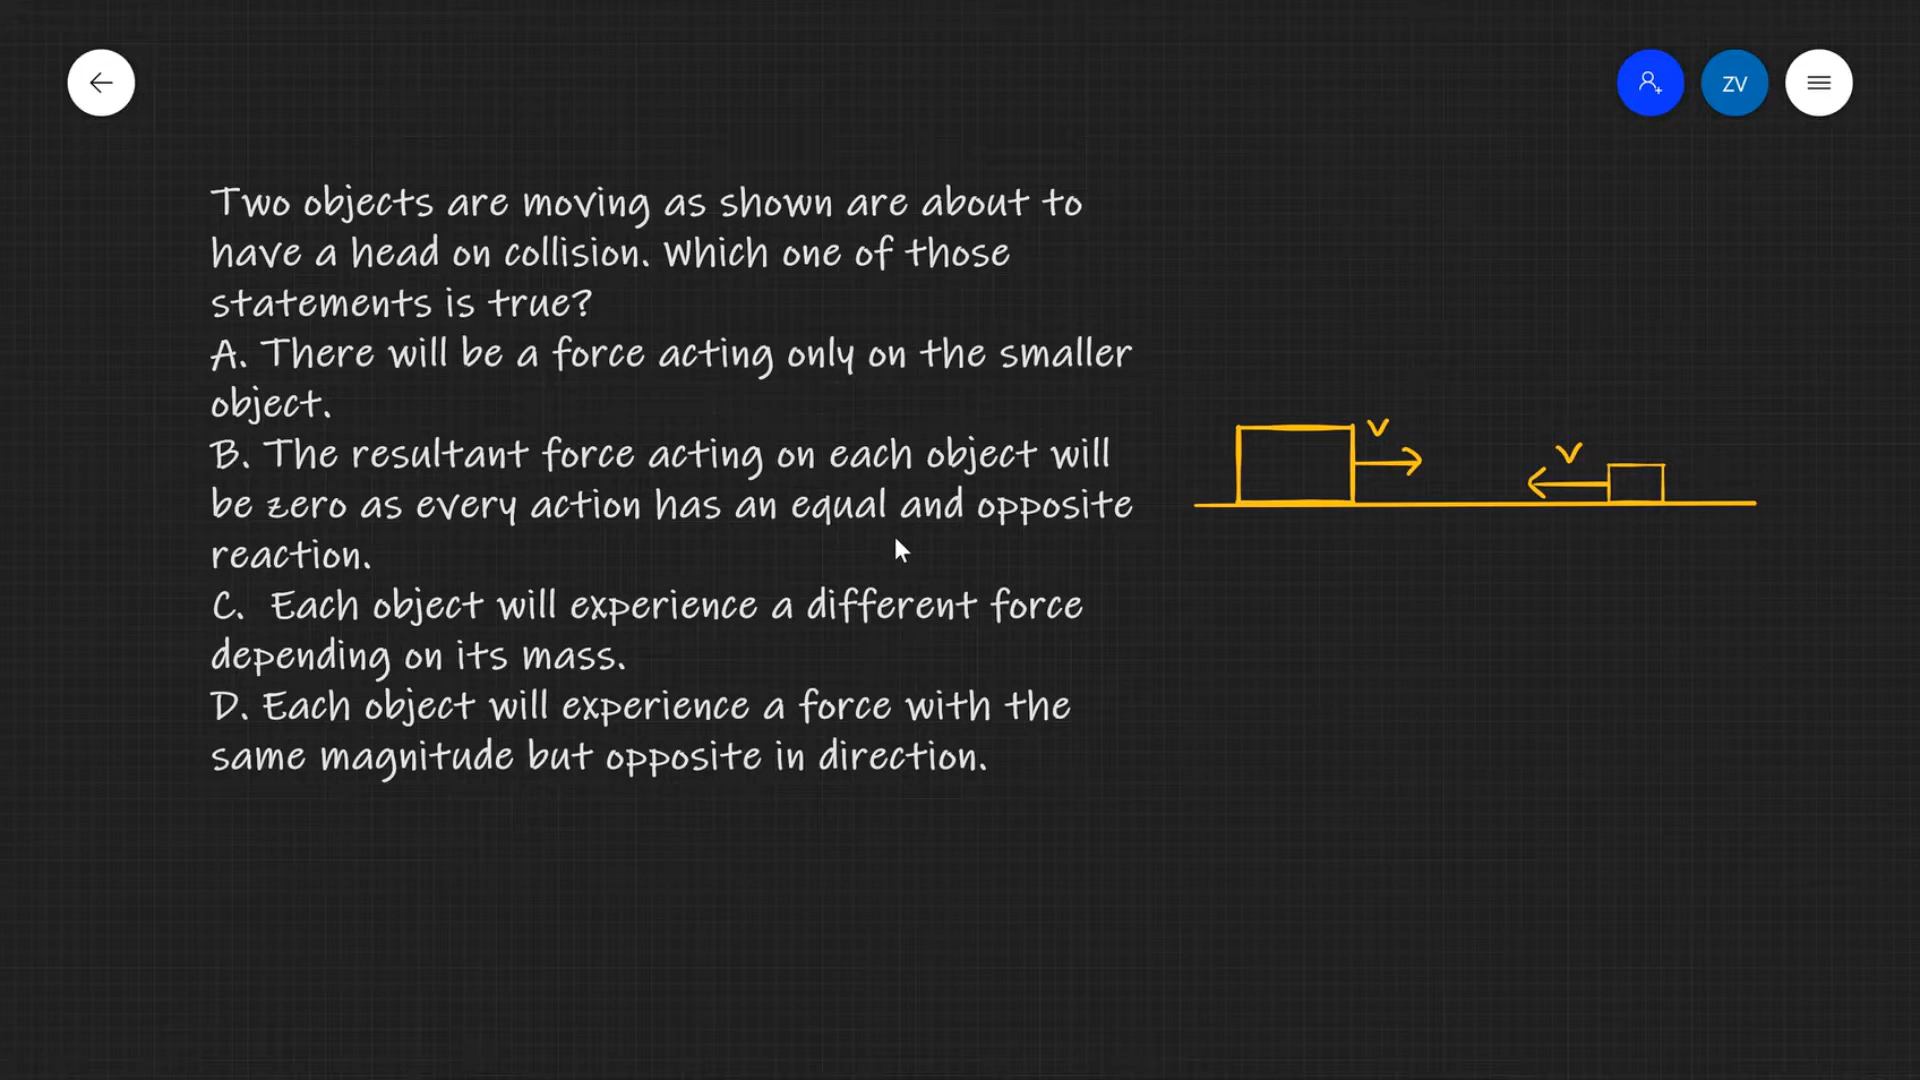 ZV
Two objects are moving as shown are about to
have a head on collision. Which one of those
statements is true?
A. There will be a force acting only on the smaller
object.
B. The resultant force acting on each object will
be zero as every action has an equal and opposite
reaction.
C. Each object will experience a different force
depending on its mass.
D. Each object will experience a force with the
same magnitude but opposite in direction.
v
v